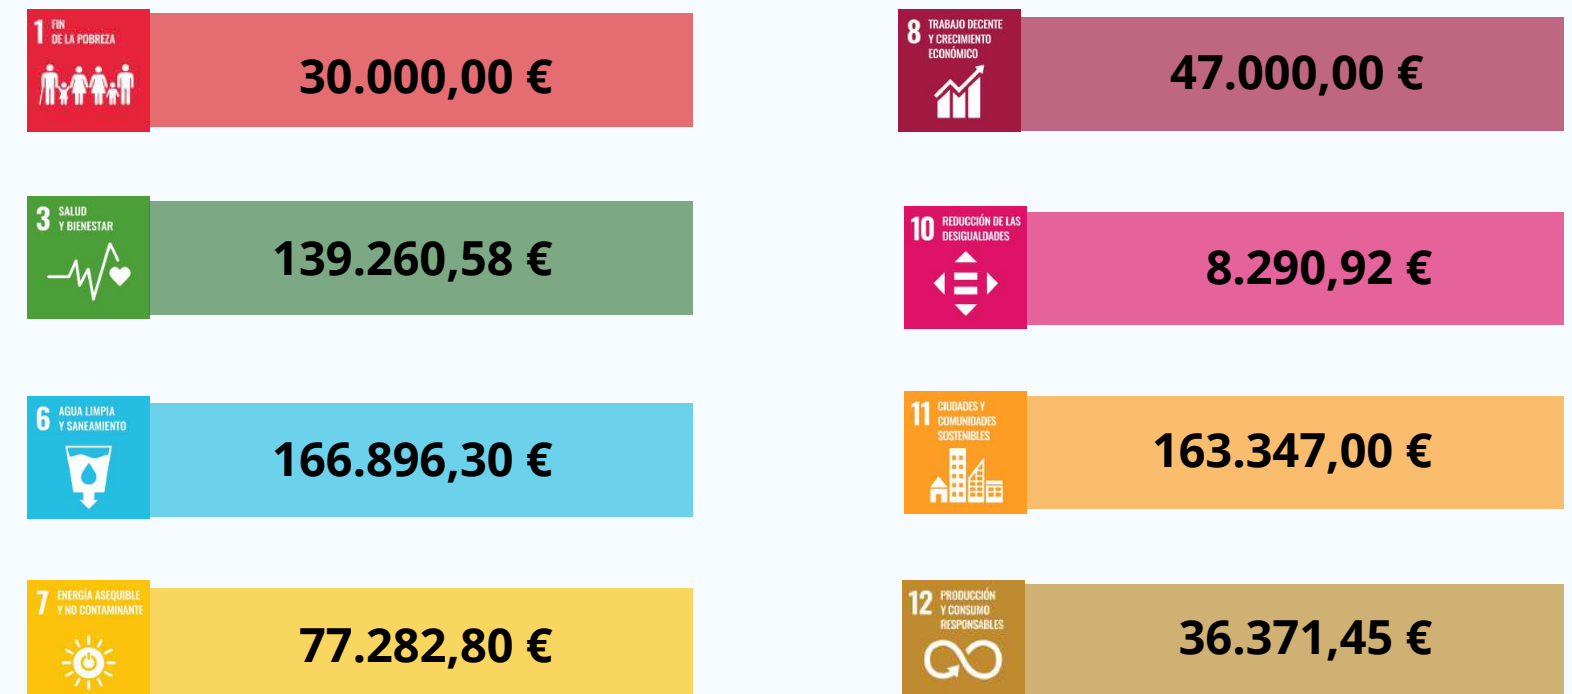 1 FIN
DE LA POBREZA
30.000,00 €
3 SALUD
Y BIENESTAR
139.260,58 €
6 AGUA LIMPIA
Y SANEAMIENTO
166.896,30 €
7 ENERGÍA ASEQUIBLE
Y NO CONTAMINANTE
77.282,80 €
8 TRABAJO DECENTE
Y CRECIMIENTO
ECONÓMICO
47.000,00 €
10 REDUCCIÓN DE LAS
DESIGUALDADES
8.290,92 €
11 CIUDADES Y
COMUNIDADES
SOSTENIBLES
163.347,00 €
12 PRODUCCIÓN
Y CONSUMO
RESPONSABLES
36.371,45 €